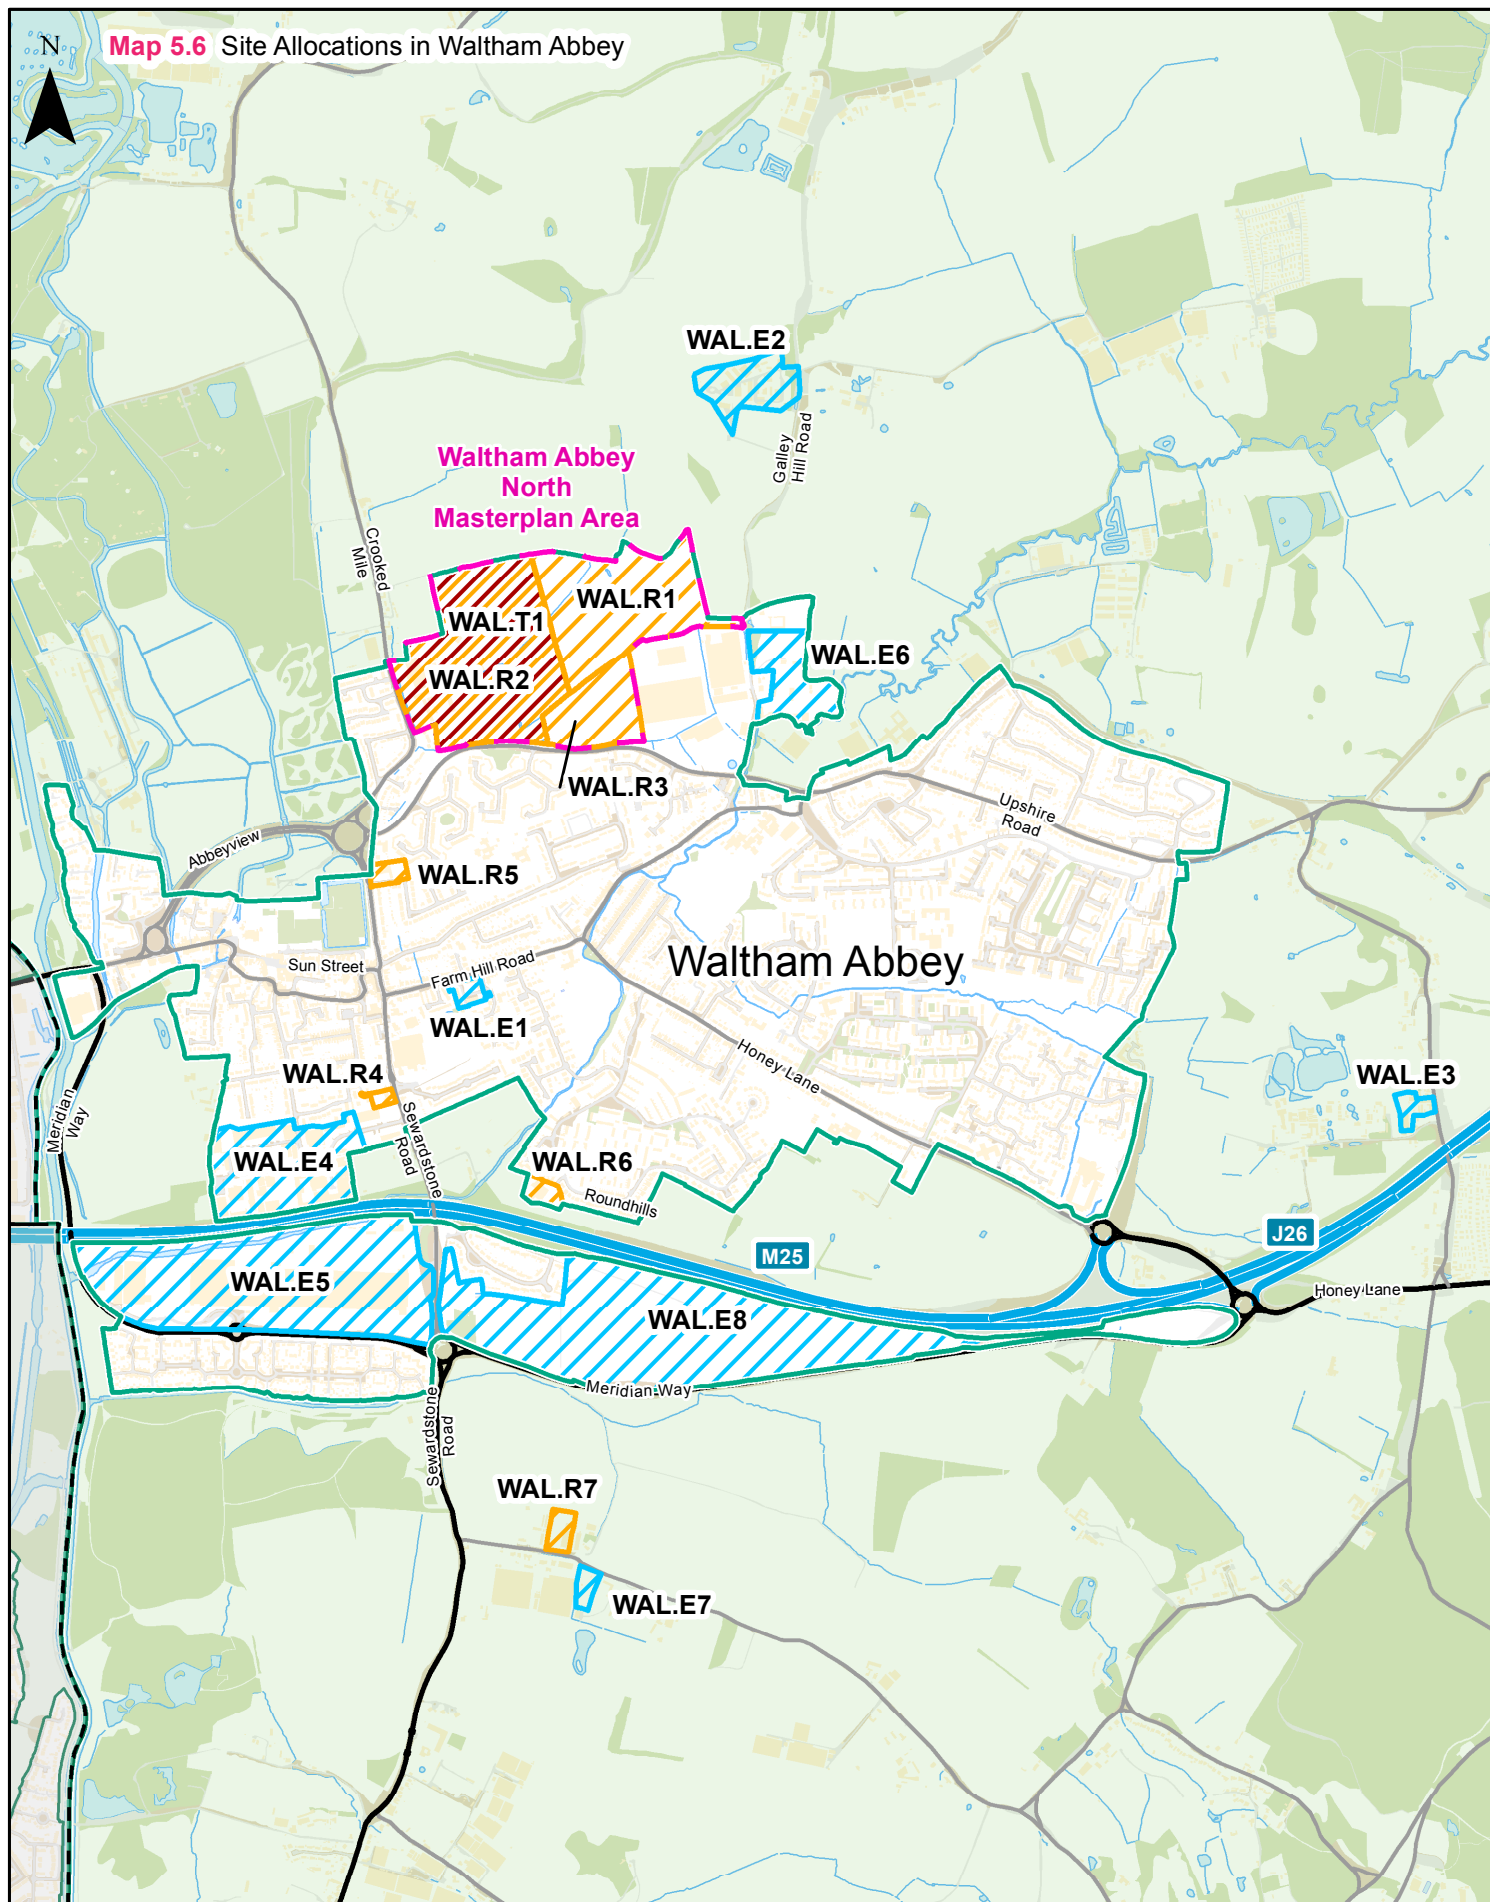 N
Map 5.6 Site Allocations in Waltham Abbey
WAL.E2
Galley
Hill Road
Waltham Abbey
North
Masterplan Area
Crooked
Mile
WAL.R1
WAL.T1
WAL.E6
WAL.R2
WAL.R3
Upshire
Road
Abbeyview
WAL.R5
Sun Street
Farm Hill Road
Waltham Abbey
WAL.E1
Honey Lane
WAL.R4
WAL.E3
Meridian
Way
Sewardstone
Road
WAL.E4
WAL.R6
Roundhills
J26
M25
WAL.E5
Honey Lane
WAL.E8
Meridian Way
Sewardstone
Road
WAL.R7
WAL.E7